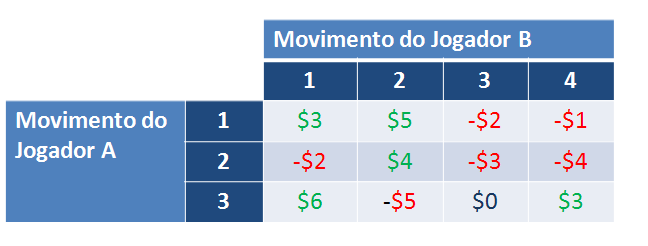 Movimento do Jogador B
1 2 3 4
Movimento do Jogador A
1 $3 $5 -$2 -$1
2 -$2 $4 -$3 -$4
3 $6 -$5 $0 $3